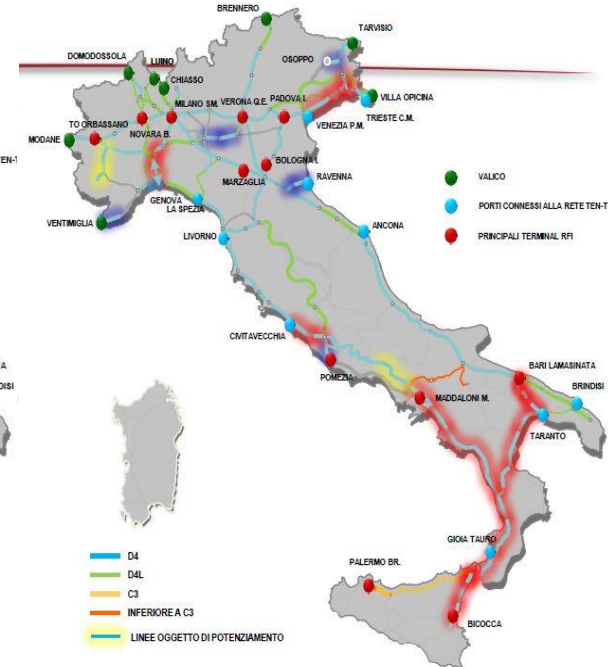 BRENNERO
TARVISIO
DOMODOSSOLA
LUINO
OSOPPO
CHIASSO
MILANO SM.
VERONA Q.E.
PADOVA I.
VILLA OPICINA
TO ORBASSANO
TRIESTE C.M.
VENEZIA P.M.
NOVARA B.
MODANE
BOLOGNA I.
MARZAGLIA
RAVENNA
GENOVA
LA SPEZIA
VENTIMIGLIA
LIVORNO
ANCONA
VALICO
PORTI CONNESSI ALLA RETE TEN-T
PRINCIPALI TERMINAL RFI
CIVITAVECCHIA
POMEZIA
BARI LAMASINATA
BRINDISI
MADDALONI M.
TARANTO
GIOIA TAURO
PALERMO BR.
BICOCCA
D4
D4L
C3
INFERIORE A C3
LINEE OGGETTO DI POTENZIAMENTO